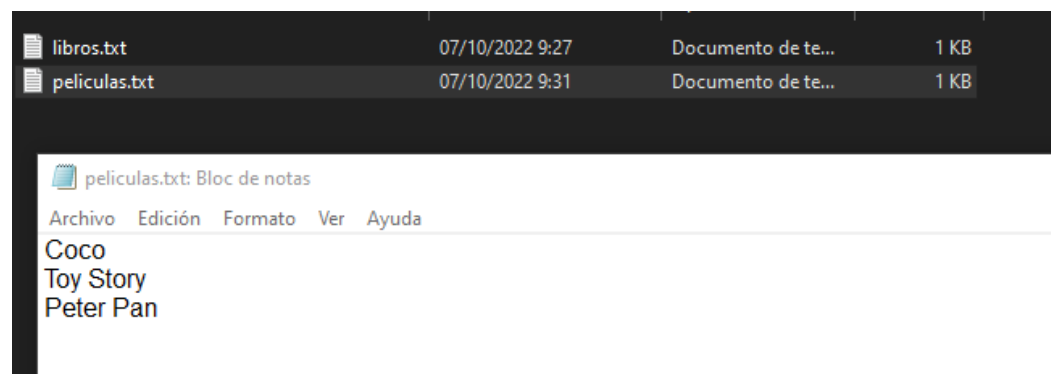 libros.txt 07/10/2022 9:27 Documento de te... 1 KB
peliculas.txt 07/10/2022 9:31 Documento de te... 1 KB
peliculas.txt: Bloc de notas
Archivo Edición Formato Ver Ayuda
Coco
Toy Story
Peter Pan